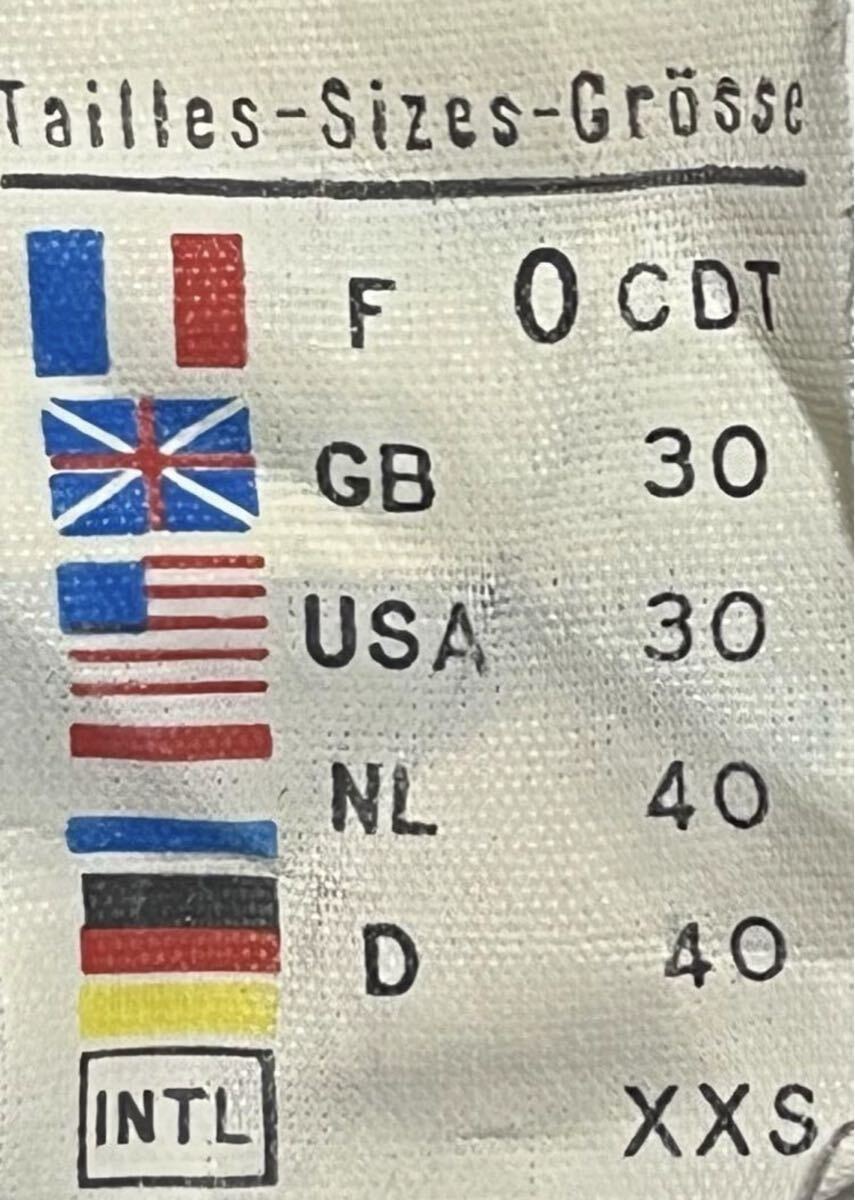 Tailles-Sizes-Grösse
F 0 CDT
GB 30
USA 30
NL 40
D 40
INTL XXS